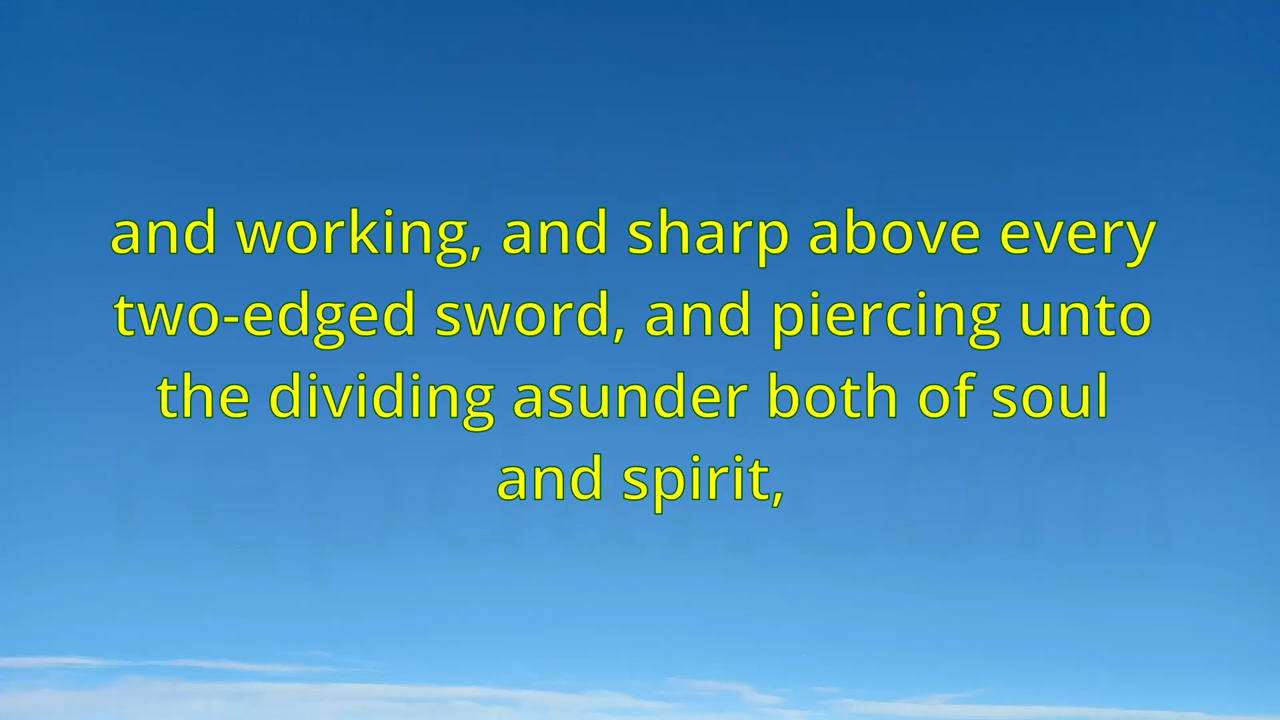 and working, and sharp above every
two-edged sword, and piercing unto
the dividing asunder both of soul
and spirit,